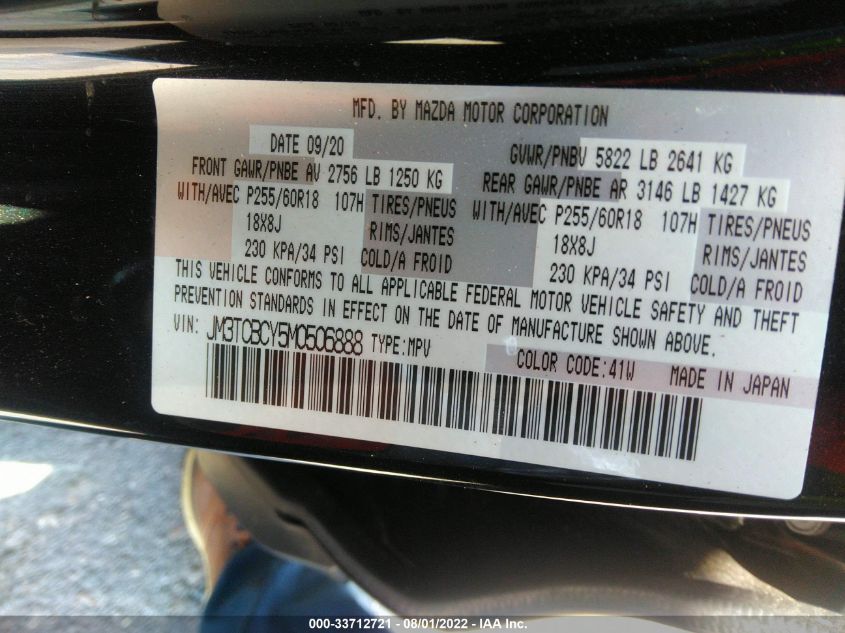 MFD. BY MAZDA MOTOR CORPORATION
DATE 09/20 GVWR/PNBV 5822 LB 2641 KG
FRONT GAWR/PNBE AV 2756 LB 1250 KG REAR GAWR/PNBE AR 3146 LB 1427 KG
WITH/AVEC P255/60R18 107H TIRES/PNEUS WITH/AVEC P255/60R18 107H TIRES/PNEUS
18X8J RIMS/JANTES 18X8J RIMS/JANTES
230 KPA/34 PSI COLD/A FROID 230 KPA/34 PSI COLD/A FROID
THIS VEHICLE CONFORMS TO ALL APPLICABLE FEDERAL MOTOR VEHICLE SAFETY AND THEFT
PREVENTION STANDARDS IN EFFECT ON THE DATE OF MANUFACTURE SHOWN ABOVE.
VIN: JM3TCBCY5M0506888 TYPE:MPV
COLOR CODE:41W MADE IN JAPAN
000-33712721 - 08/01/2022 - IAA Inc.